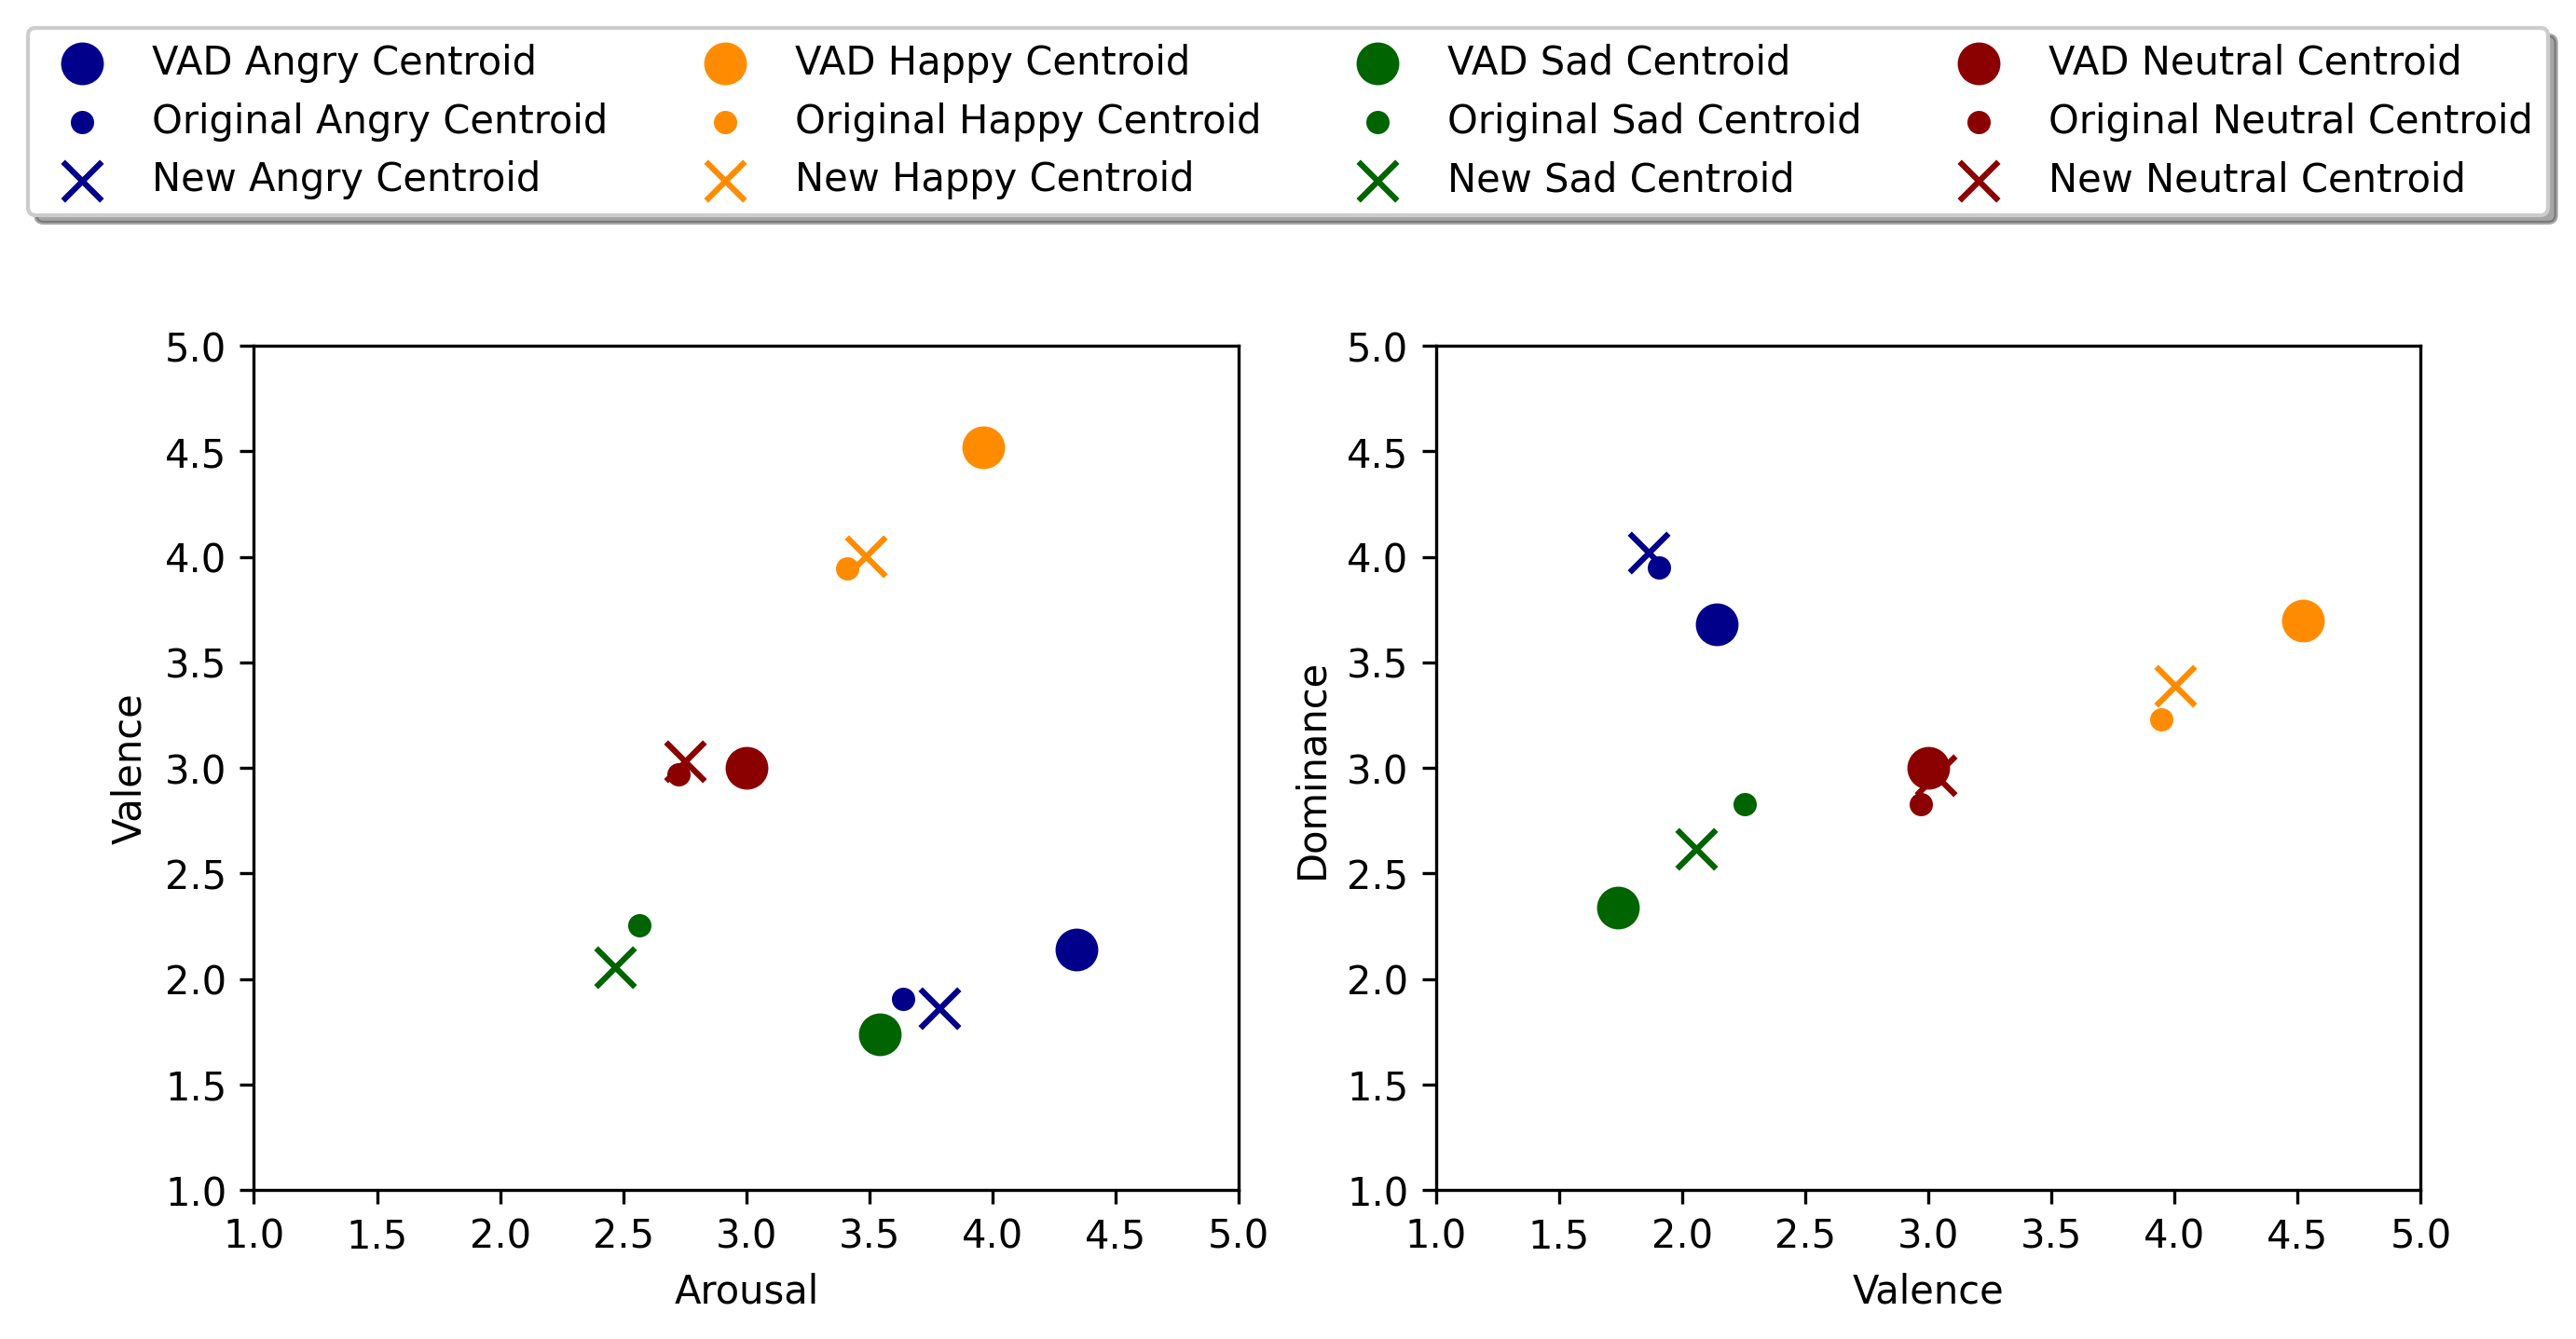 VAD Angry Centroid
Original Angry Centroid
New Angry Centroid
VAD Happy Centroid
Original Happy Centroid
New Happy Centroid
VAD Sad Centroid
Original Sad Centroid
New Sad Centroid
VAD Neutral Centroid
Original Neutral Centroid
New Neutral Centroid
5.0
4.5
4.0
3.5
3.0
2.5
2.0
1.5
1.0
Valence
1.0 1.5 2.0 2.5 3.0 3.5 4.0 4.5 5.0
Arousal
5.0
4.5
4.0
3.5
3.0
2.5
2.0
1.5
1.0
Dominance
1.0 1.5 2.0 2.5 3.0 3.5 4.0 4.5 5.0
Valence